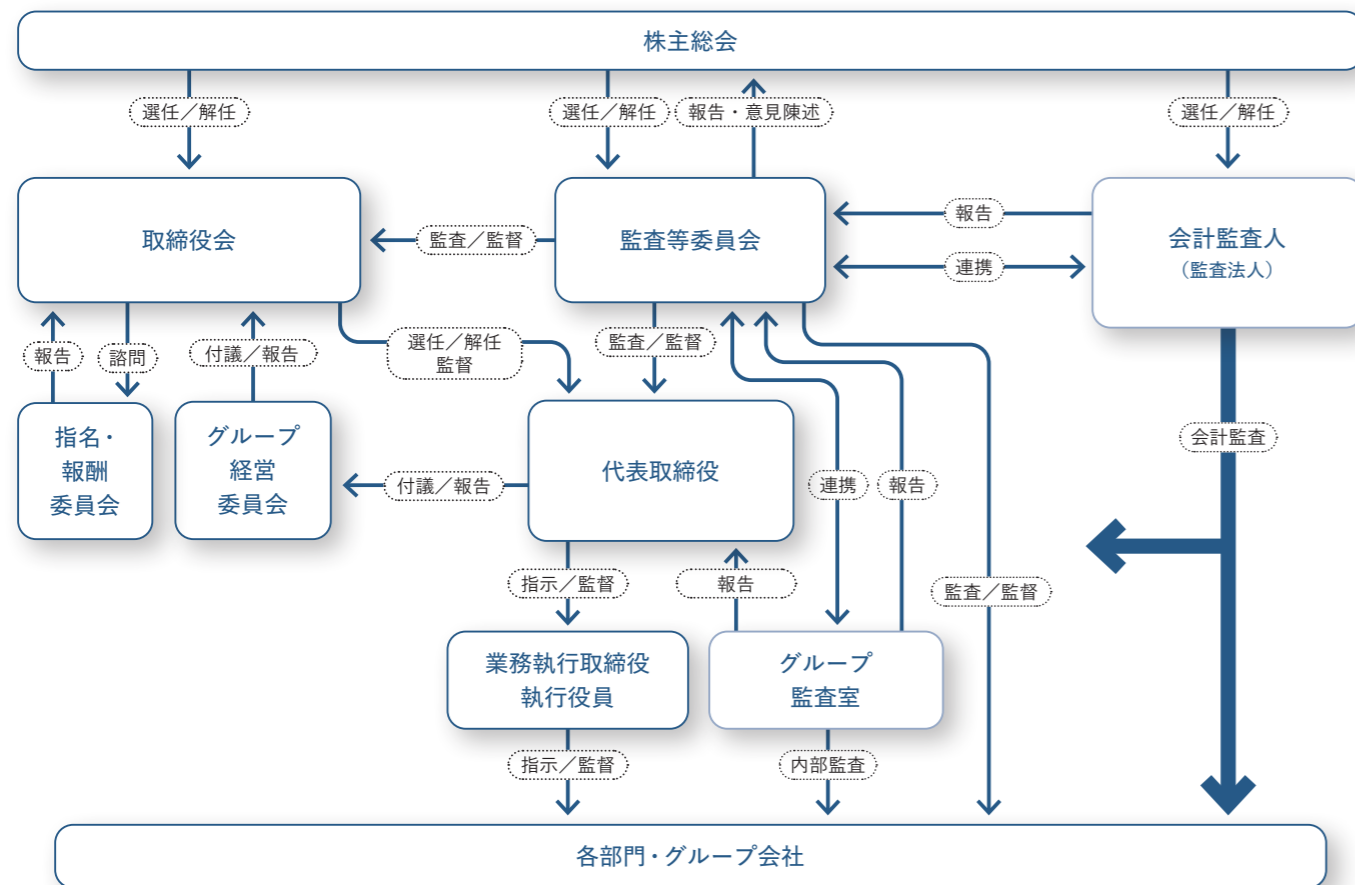 株主総会
選任／解任
選任／解任
報告・意見陳述
選任／解任
取締役会
監査／監督
監査等委員会
報告
連携
会計監査人
（監査法人）
報告
諮問
付議／報告
選任／解任
監督
監査／監督
指名・
報酬
委員会
グループ
経営
委員会
付議／報告
代表取締役
連携
報告
会計監査
指示／監督
報告
監査／監督
業務執行取締役
執行役員
グループ
監査室
指示／監督
内部監査
各部門・グループ会社